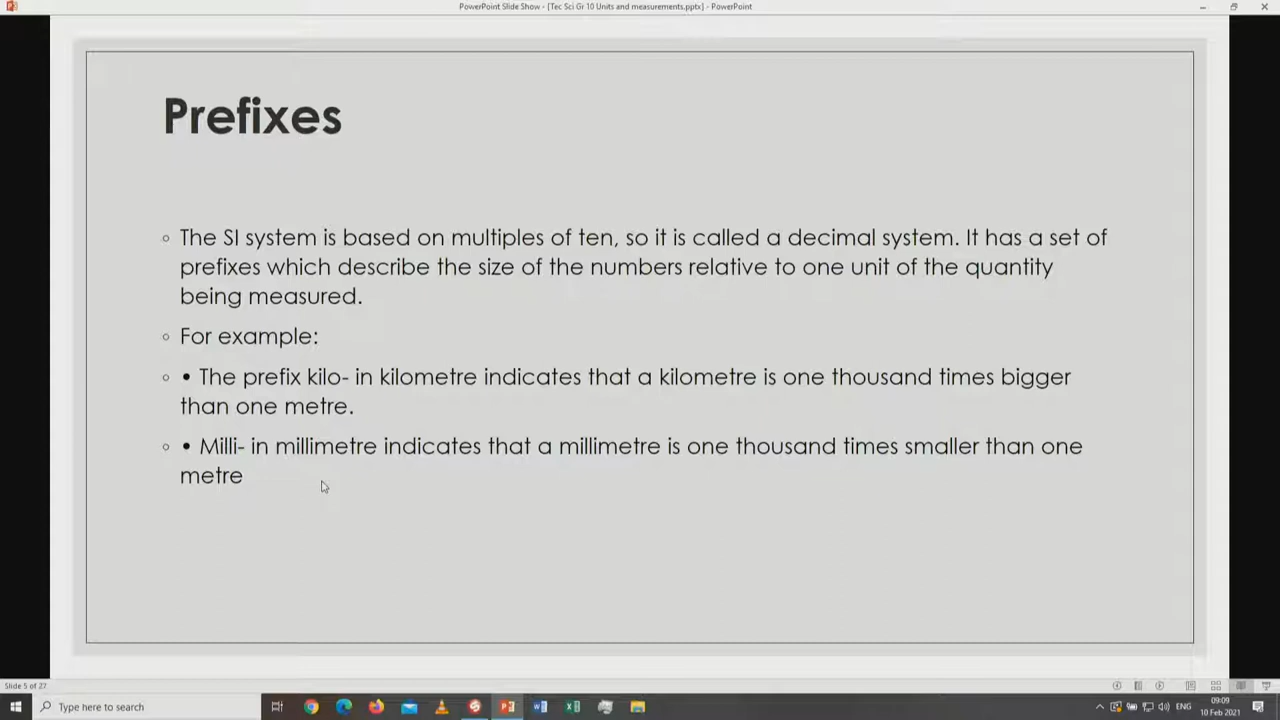 PowerPoint Slide Show - [Tec Sci Gr 10 Units and measurements.pptx] - PowerPoint
Prefixes
◦ The SI system is based on multiples of ten, so it is called a decimal system. It has a set of
prefixes which describe the size of the numbers relative to one unit of the quantity
being measured.
◦ For example:
◦ • The prefix kilo- in kilometre indicates that a kilometre is one thousand times bigger
than one metre.
◦ • Milli- in millimetre indicates that a millimetre is one thousand times smaller than one
metre
Slide 5 of 27
Type here to search
ENG
09:09
10 Feb 2021